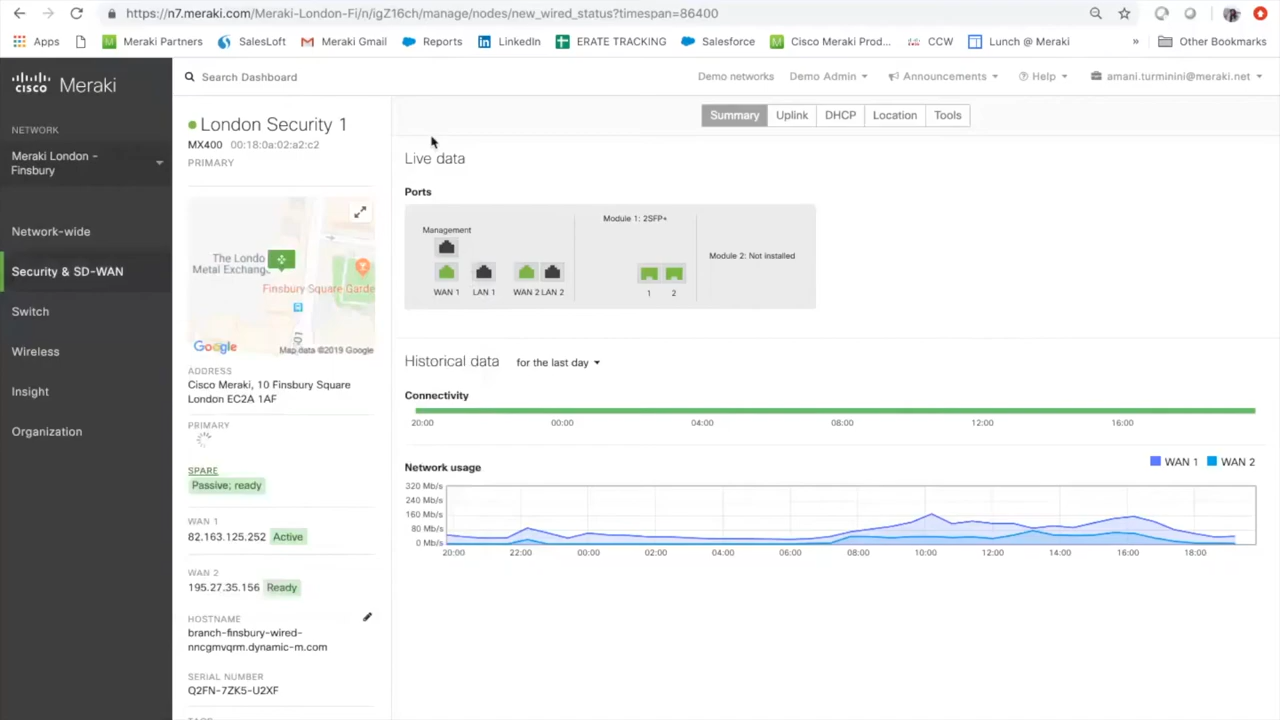 https://n7.meraki.com/Meraki-London-Fi/n/igZ16ch/manage/nodes/new_wired_status?timespan=86400
Apps
Meraki Partners
SalesLoft
Meraki Gmail
Reports
LinkedIn
ERATE TRACKING
Salesforce
Cisco Meraki Prod...
CCW
Lunch @ Meraki
»
Other Bookmarks
cisco Meraki
Search Dashboard
Demo networks
Demo Admin
Announcements
Help
amani.turminini@meraki.net
NETWORK
Meraki London -
Finsbury
Network-wide
Security & SD-WAN
Switch
Wireless
Insight
Organization
London Security 1
MX400 00:18:0a:02:a2:c2
PRIMARY
The Londo
Metal Exchang
Finsbury Square Garde
Google
Map data ©2019 Google
ADDRESS
Cisco Meraki, 10 Finsbury Square
London EC2A 1AF
PRIMARY
SPARE
Passive; ready
WAN 1
82.163.125.252 Active
WAN 2
195.27.35.156 Ready
HOSTNAME
branch-finsbury-wired-
nncgmvqrm.dynamic-m.com
SERIAL NUMBER
Q2FN-7ZK5-U2XF
Summary
Uplink
DHCP
Location
Tools
Live data
Ports
Management
WAN 1 LAN 1 WAN 2 LAN 2
Module 1: 2SFP+
1 2
Module 2: Not installed
Historical data for the last day
Connectivity
20:00 00:00 04:00 08:00 12:00 16:00
Network usage
WAN 1 WAN 2
320 Mb/s
240 Mb/s
160 Mb/s
80 Mb/s
0 Mb/s
20:00 22:00 00:00 02:00 04:00 06:00 08:00 10:00 12:00 14:00 16:00 18:00